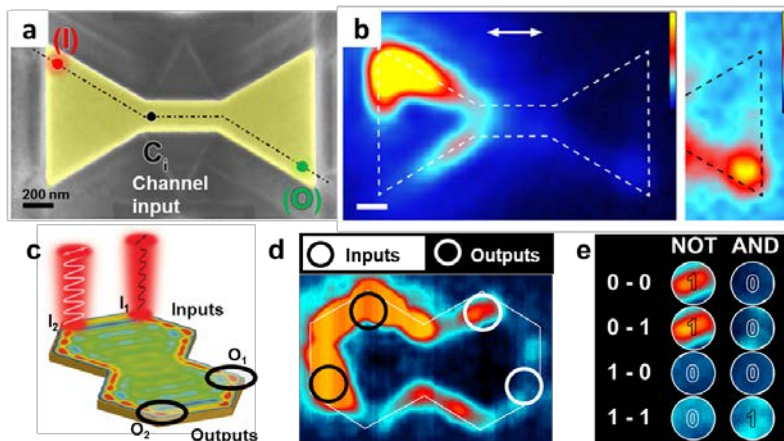 a
(I)
Ci
Channel
input
200 nm
(O)
b
c
I1
Inputs
I2
O1
O2
Outputs
d
Inputs
Outputs
e
NOT AND
0 - 0 1 0
0 - 1 1 0
1 - 0 0 0
1 - 1 0 1